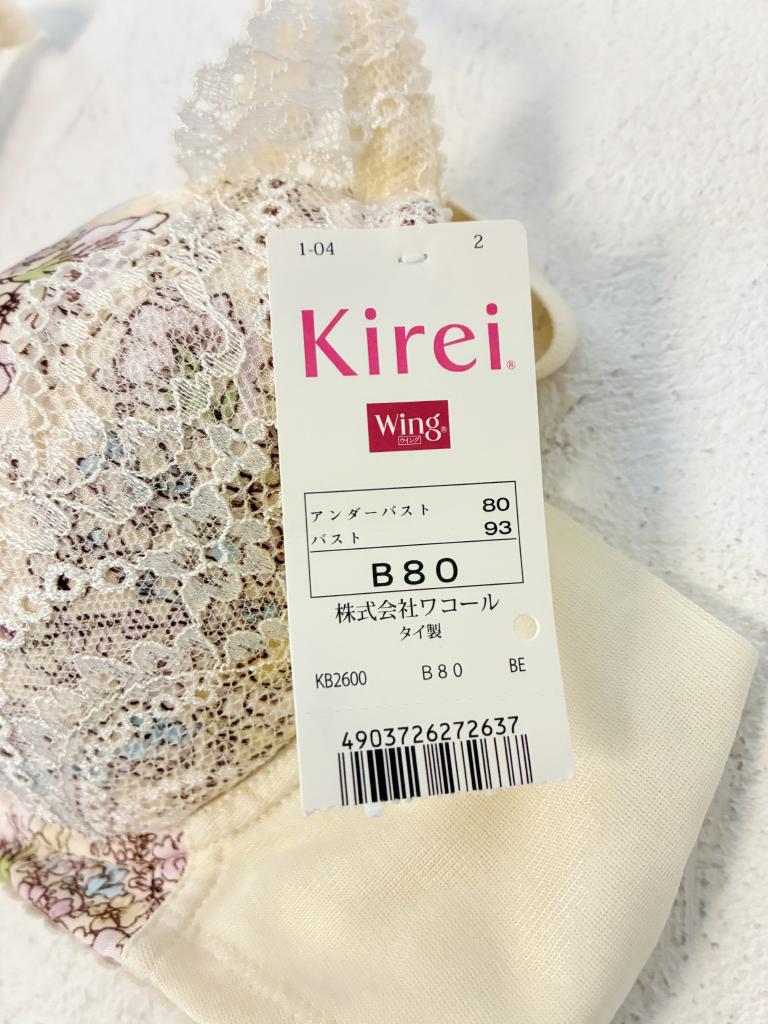 1-04 2
Kirei®
Wing®
ウイング
アンダーバスト 80
バスト 93
B80
株式会社ワコール
タイ製
KB2600 B80 BE
4903726272637